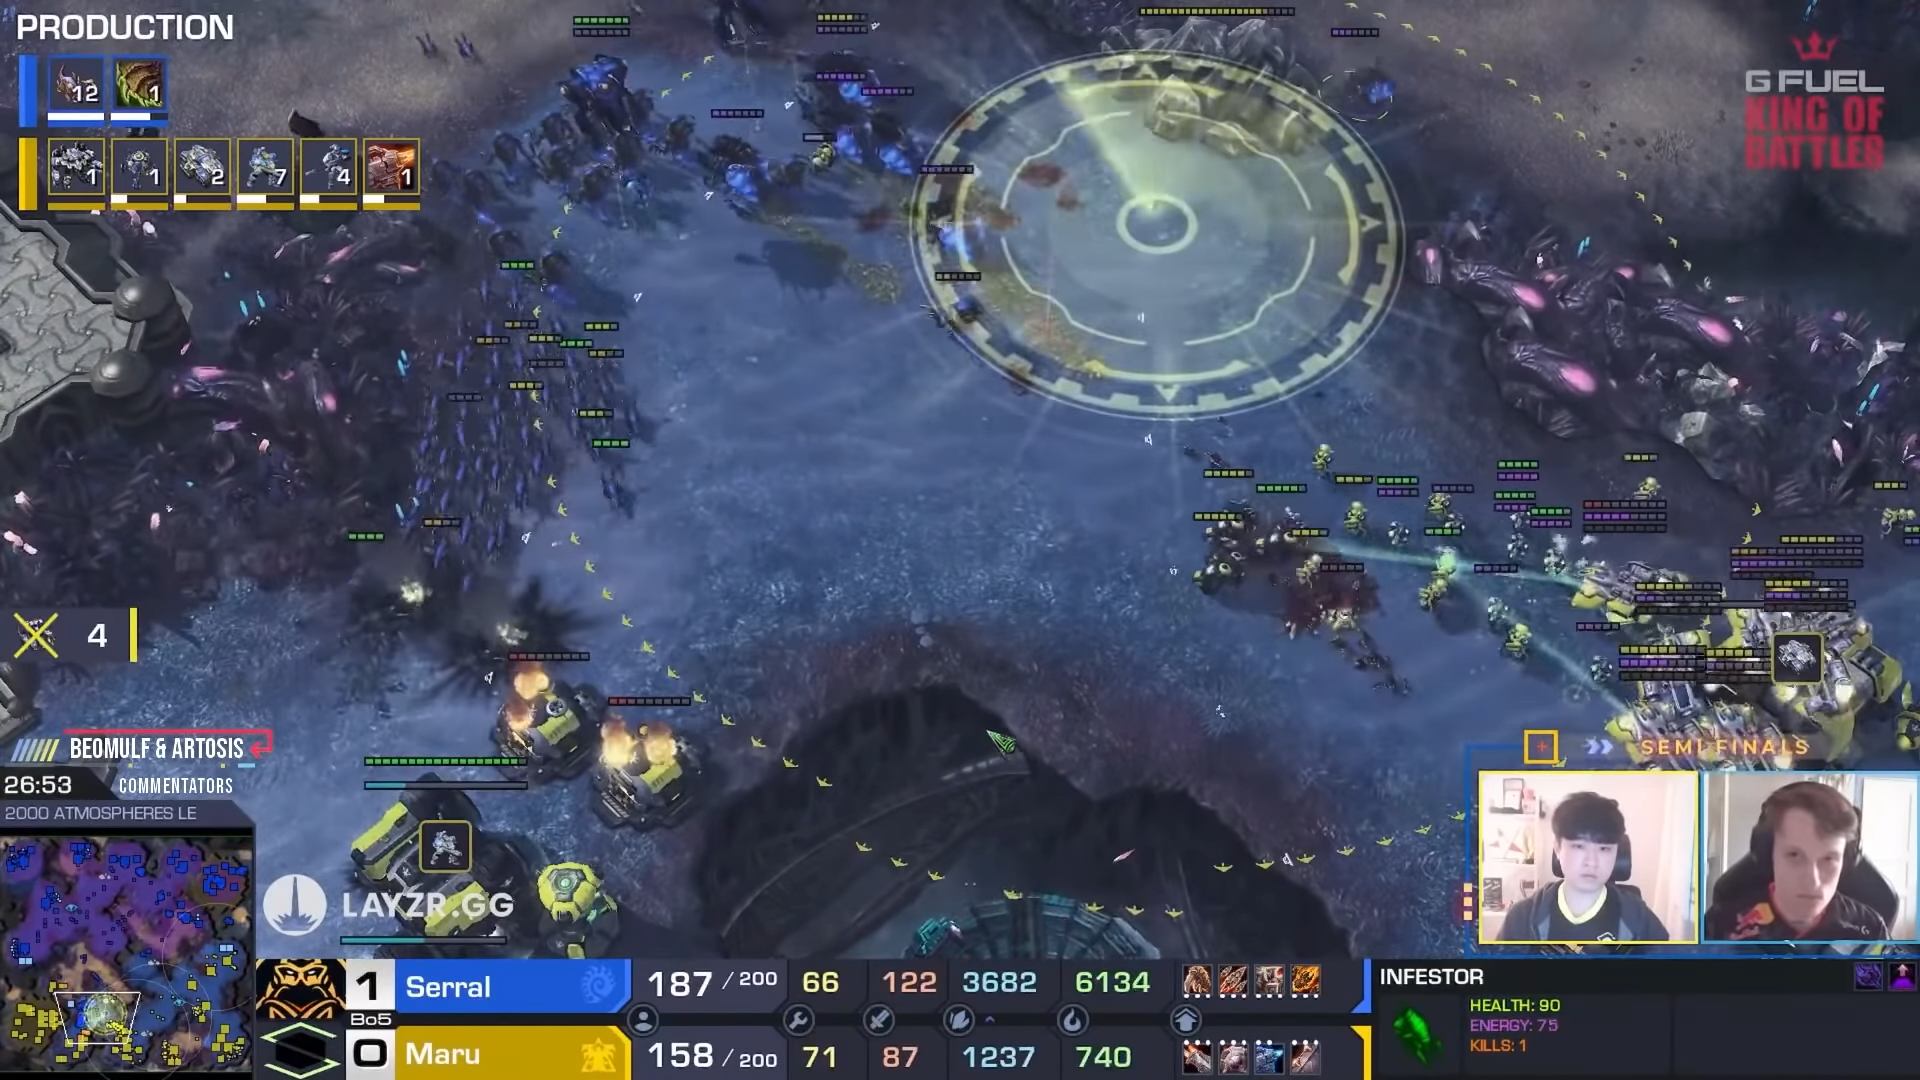 PRODUCTION
12 1
1 1 2 7 4 1
G FUEL
KING OF
BATTLES
4
BEOMULF & ARTOSIS
COMMENTATORS
26:53
2000 ATMOSPHERES LE
LAYZR.GG
SEMI FINALS
1 Serral 187 / 200 66 122 3682 6134
Bo5
0 Maru 158 / 200 71 87 1237 740
INFESTOR
HEALTH: 90
ENERGY: 75
KILLS: 1